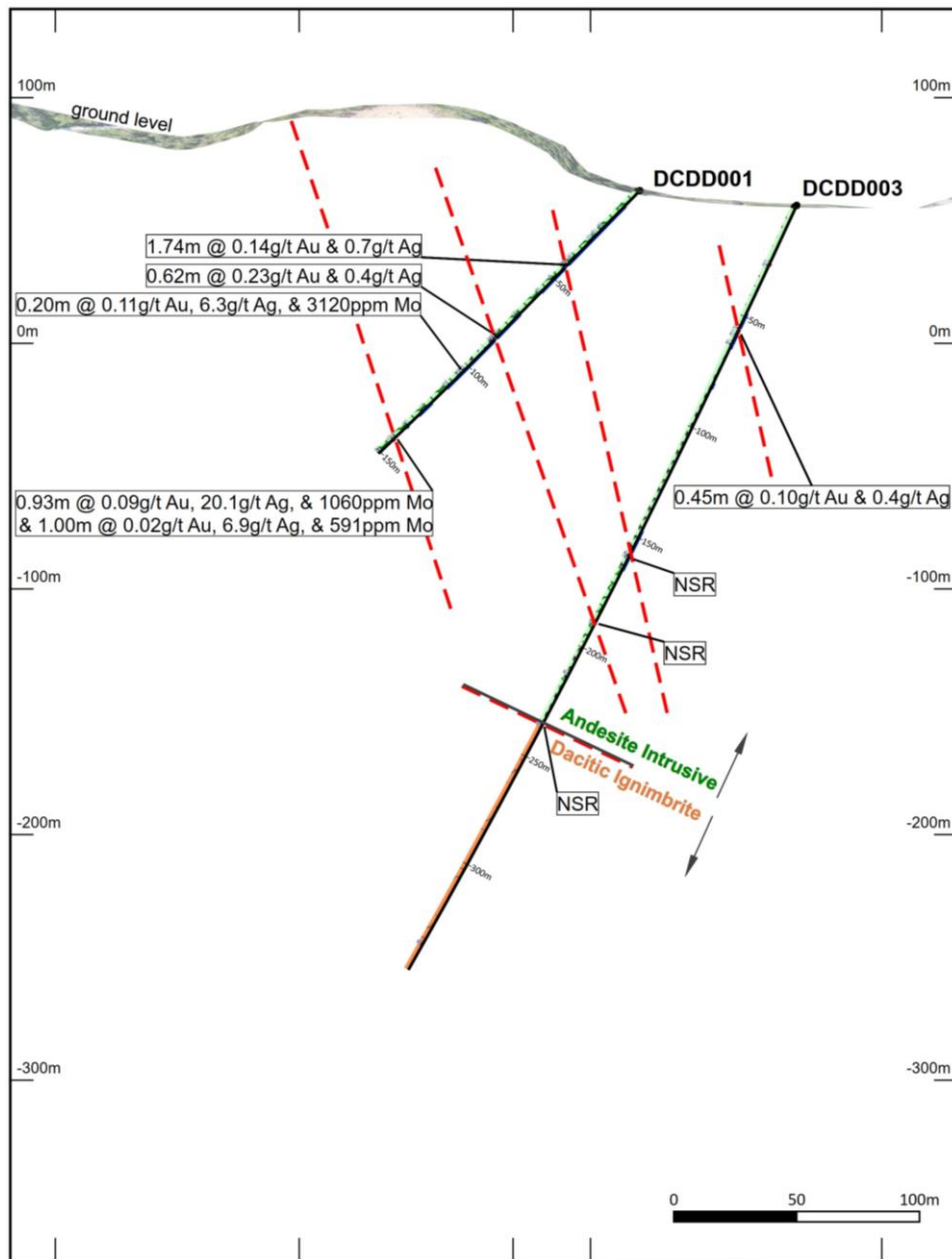 100m
100m
ground level
DCDD001
DCDD003
1.74m @ 0.14g/t Au & 0.7g/t Ag
0.62m @ 0.23g/t Au & 0.4g/t Ag
0.20m @ 0.11g/t Au, 6.3g/t Ag, & 3120ppm Mo
50m
50m
0m
0m
100m
100m
150m
0.93m @ 0.09g/t Au, 20.1g/t Ag, & 1060ppm Mo
& 1.00m @ 0.02g/t Au, 6.9g/t Ag, & 591ppm Mo
0.45m @ 0.10g/t Au & 0.4g/t Ag
150m
-100m
-100m
NSR
NSR
200m
Andesite Intrusive
Dacitic Ignimbrite
250m
NSR
-200m
-200m
300m
-300m
-300m
0 50 100m